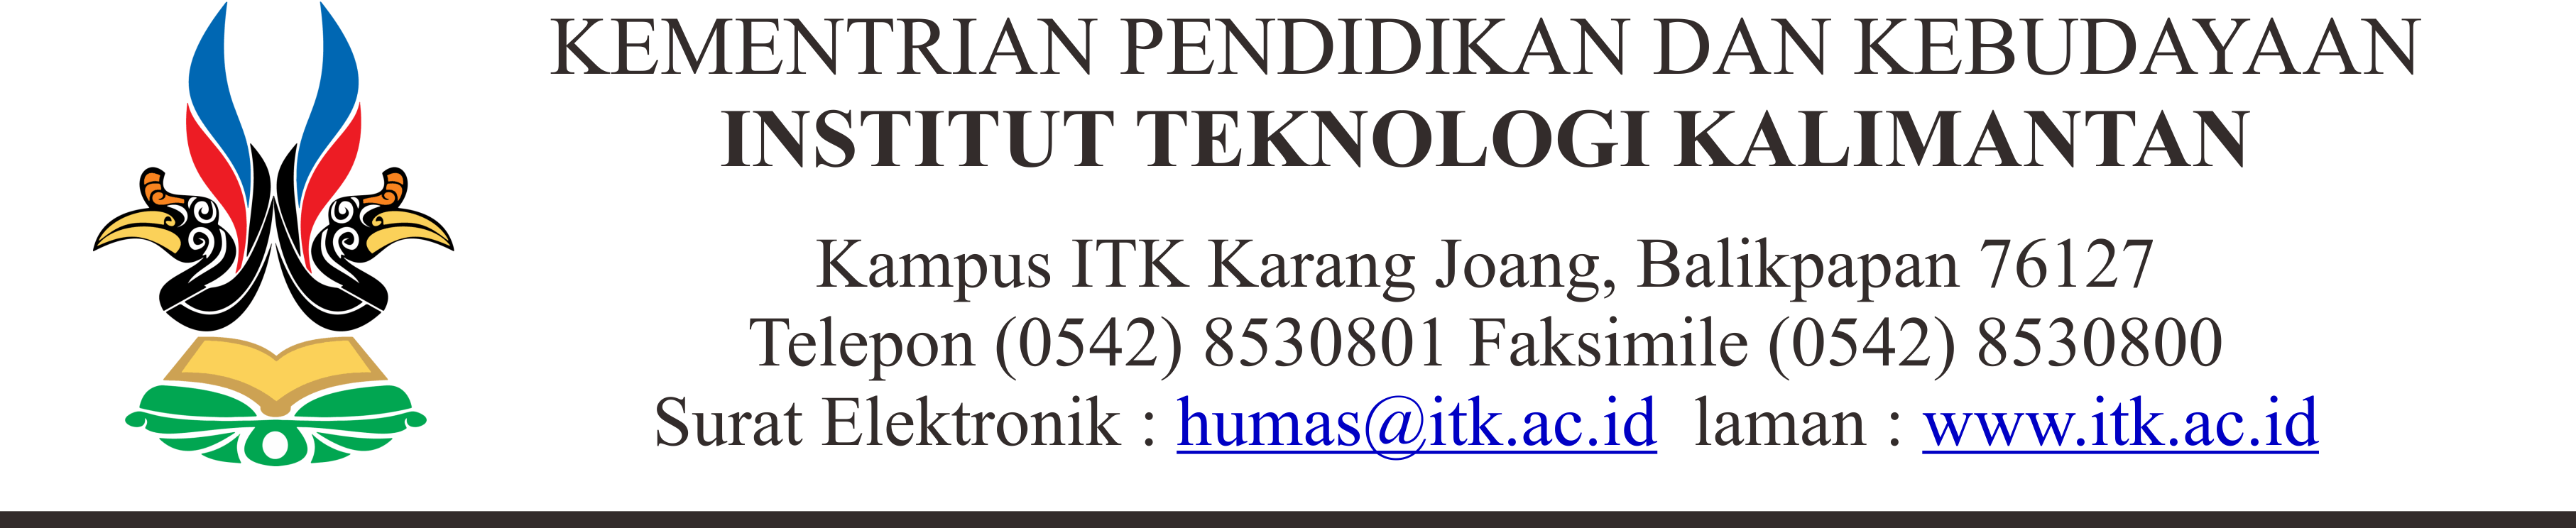 KEMENTRIAN PENDIDIKAN DAN KEBUDAYAAN
INSTITUT TEKNOLOGI KALIMANTAN
Kampus ITK Karang Joang, Balikpapan 76127
Telepon (0542) 8530801 Faksimile (0542) 8530800
Surat Elektronik : humas@itk.ac.id laman : www.itk.ac.id